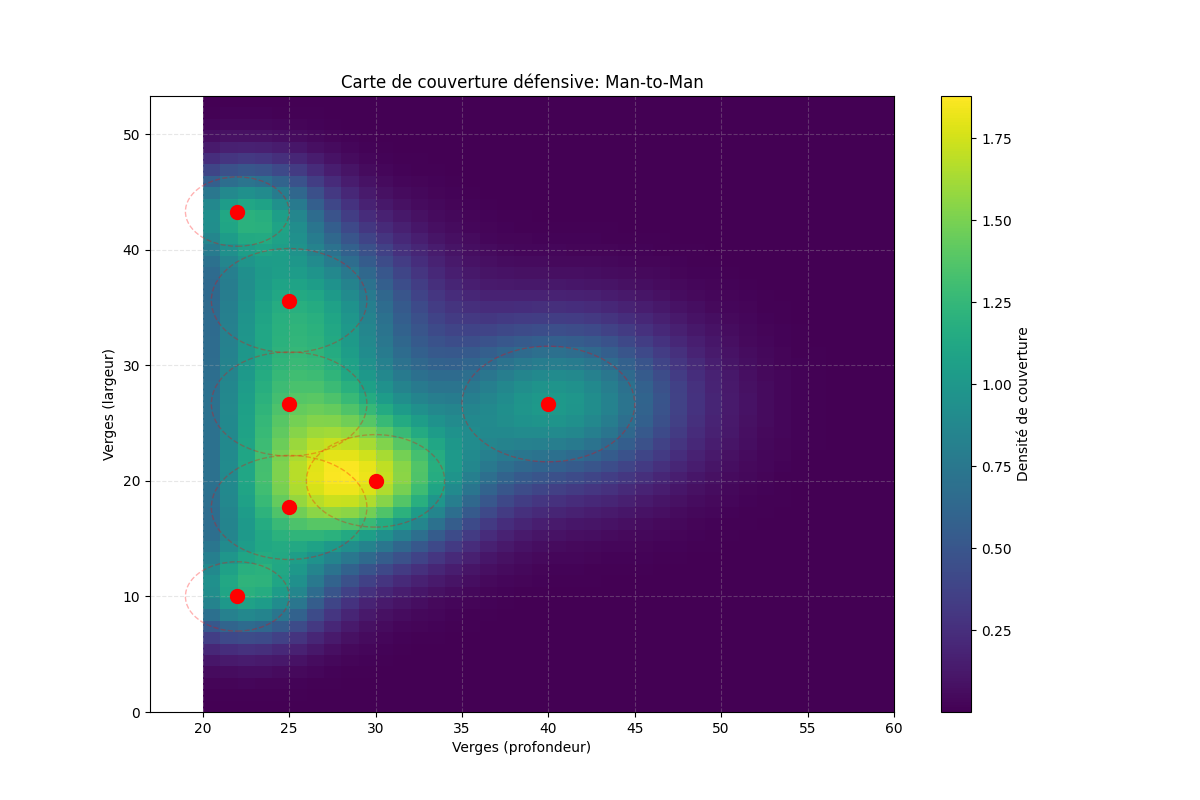 Carte de couverture défensive: Man-to-Man
50
40
30
20
10
0
Verges (largeur)
20 25 30 35 40 45 50 55 60
Verges (profondeur)
1.75
1.50
1.25
1.00
0.75
0.50
0.25
Densité de couverture